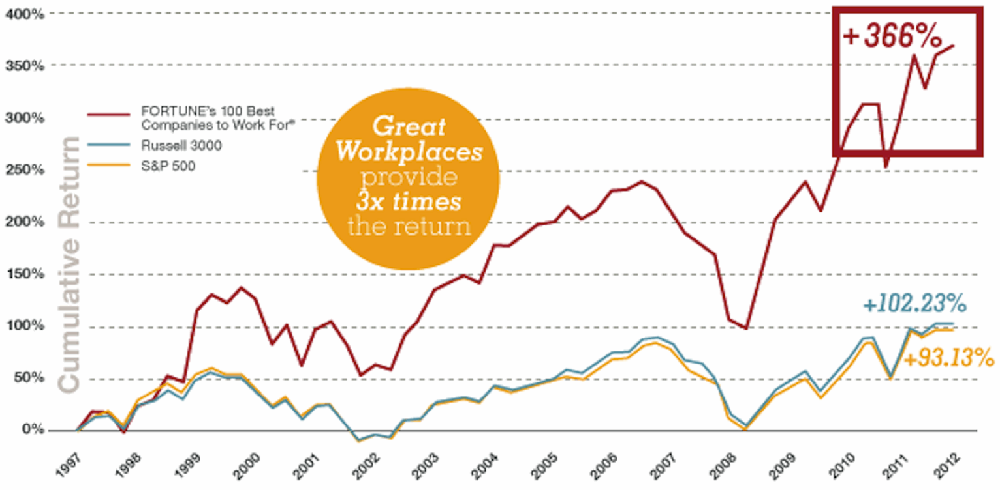 400%
350%
300%
250%
200%
150%
100%
50%
0%
Cumulative Return
FORTUNE's 100 Best
Companies to Work For®
Russell 3000
S&P 500
Great
Workplaces
provide
3x times
the return
+366%
+102.23%
+93.13%
1997
1998
1999
2000
2001
2002
2003
2004
2005
2006
2007
2008
2009
2010
2011
2012